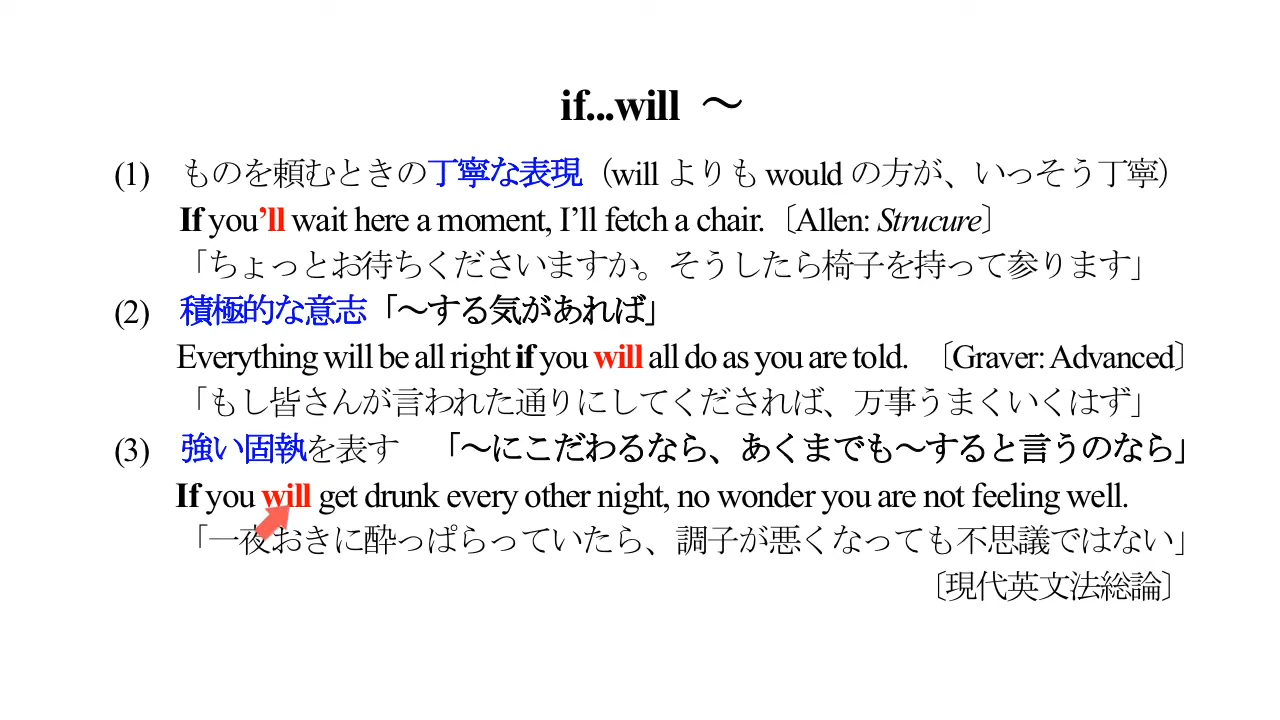 if...will ～
(1) ものを頼むときの丁寧な表現（will よりも would の方が、いっそう丁寧）
If you’ll wait here a moment, I’ll fetch a chair.〔Allen: Strucure〕
「ちょっとお待ちくださいますか。そうしたら椅子を持って参ります」
(2) 積極的な意志「～する気があれば」
Everything will be all right if you will all do as you are told. 〔Graver: Advanced〕
「もし皆さんが言われた通りにしてくだされば、万事うまくいくはず」
(3) 強い固執を表す 「～にこだわるなら、あくまでも～すると言うのなら」
If you will get drunk every other night, no wonder you are not feeling well.
「一夜おきに酔っぱらっていたら、調子が悪くなっても不思議ではない」
〔現代英文法総論〕